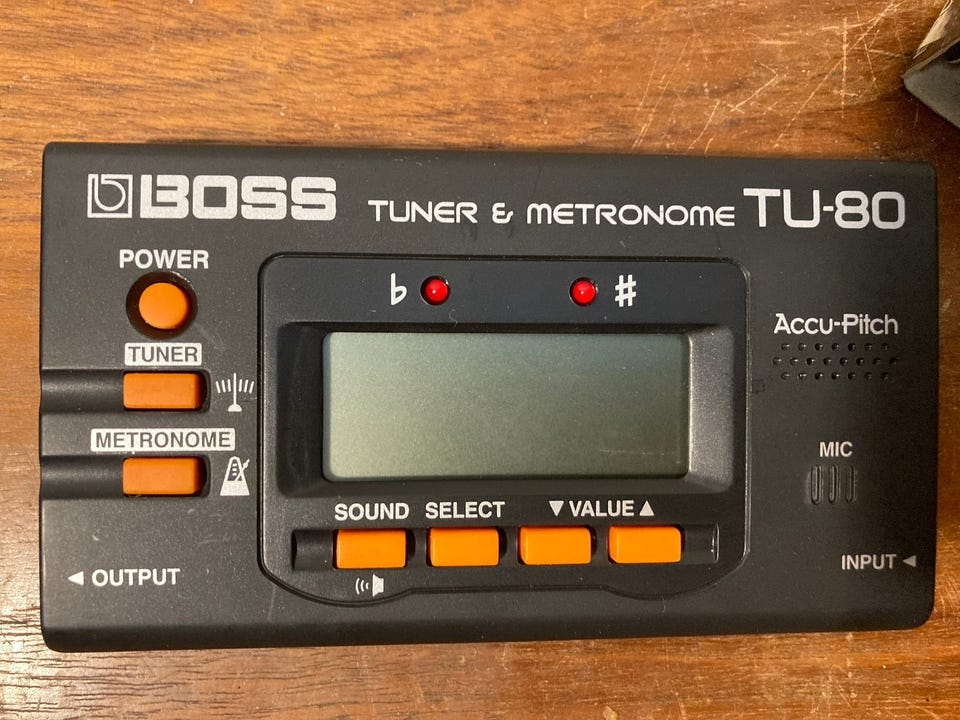 BOSS TUNER & METRONOME TU-80
POWER
♭ ♯
TUNER
Accu-Pitch
METRONOME
MIC
SOUND SELECT ▼ VALUE ▲
◄ OUTPUT
INPUT ◄